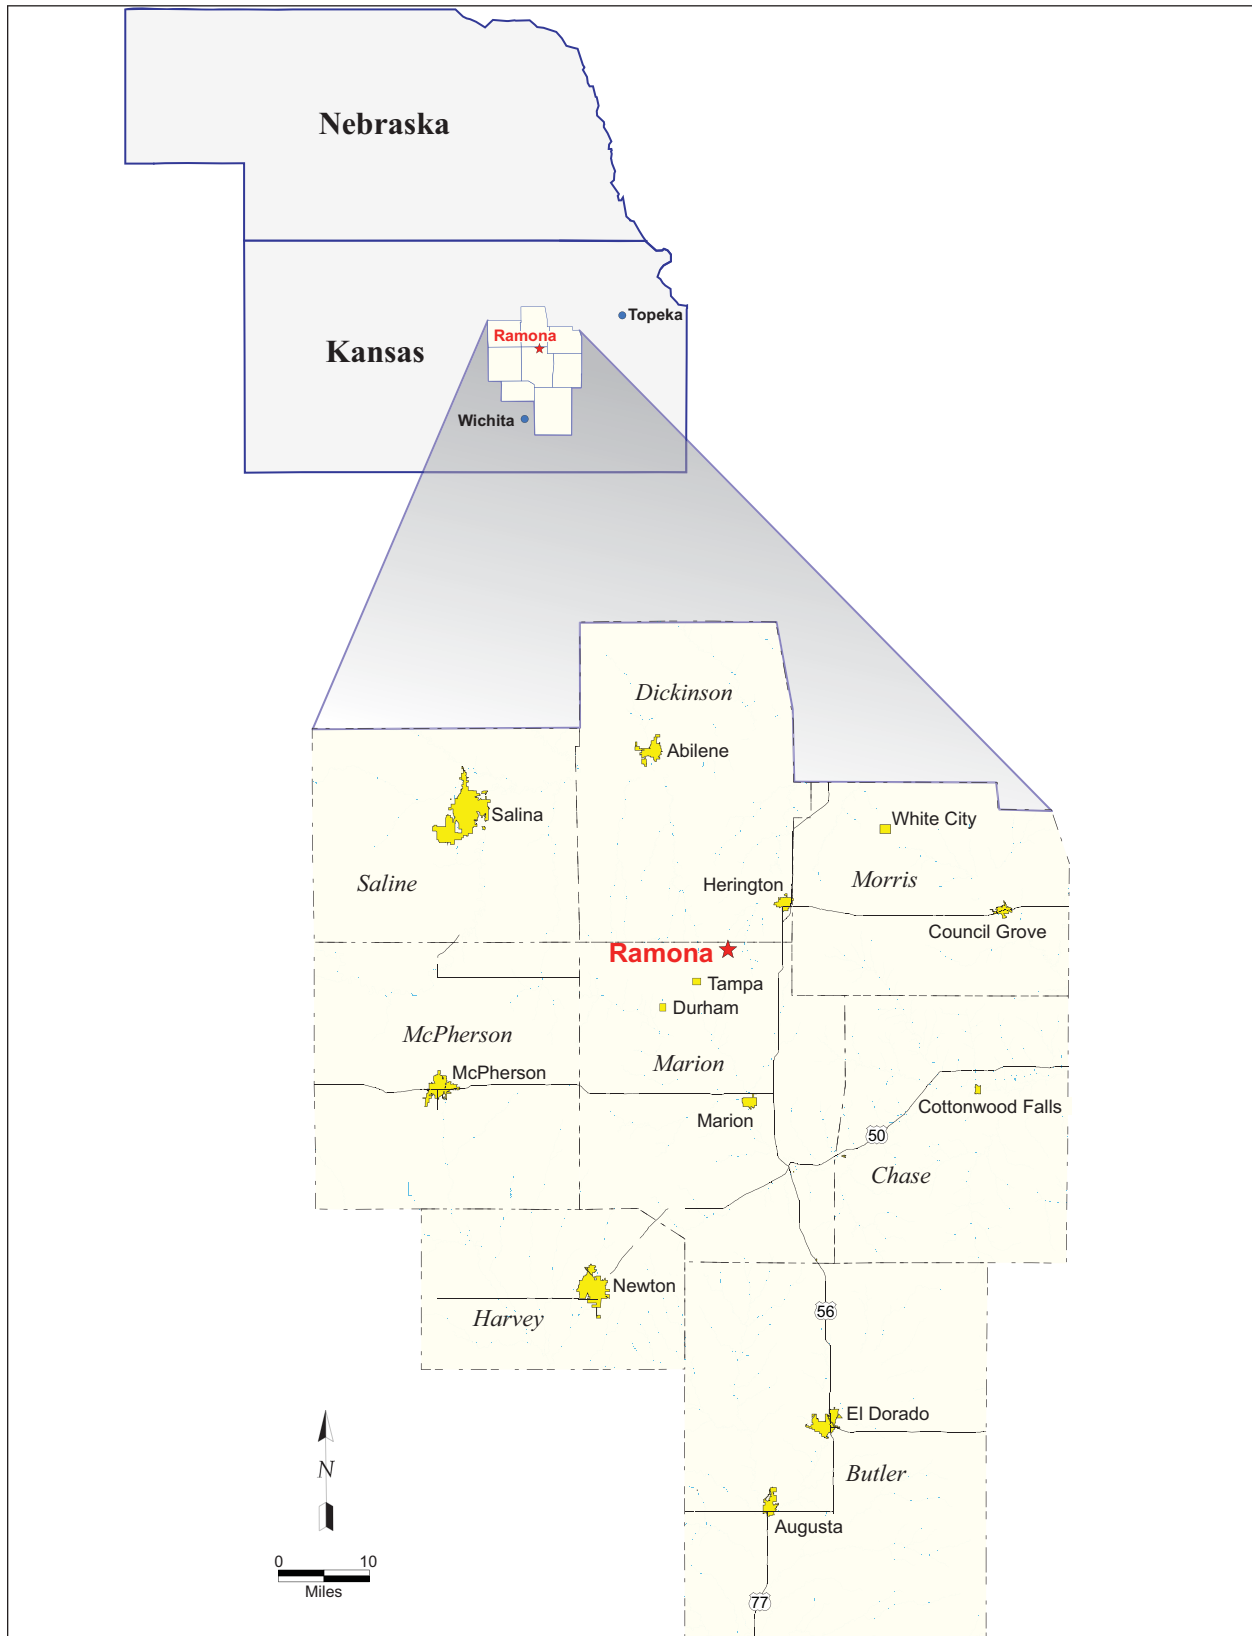 Nebraska
Topeka
Ramona
Kansas
Wichita
Dickinson
Abilene
Salina
White City
Saline
Herington
Morris
Council Grove
Ramona
Tampa
Durham
McPherson
Marion
McPherson
Cottonwood Falls
Marion
50
Chase
Newton
56
Harvey
El Dorado
N
Butler
Augusta
0 10
Miles
77